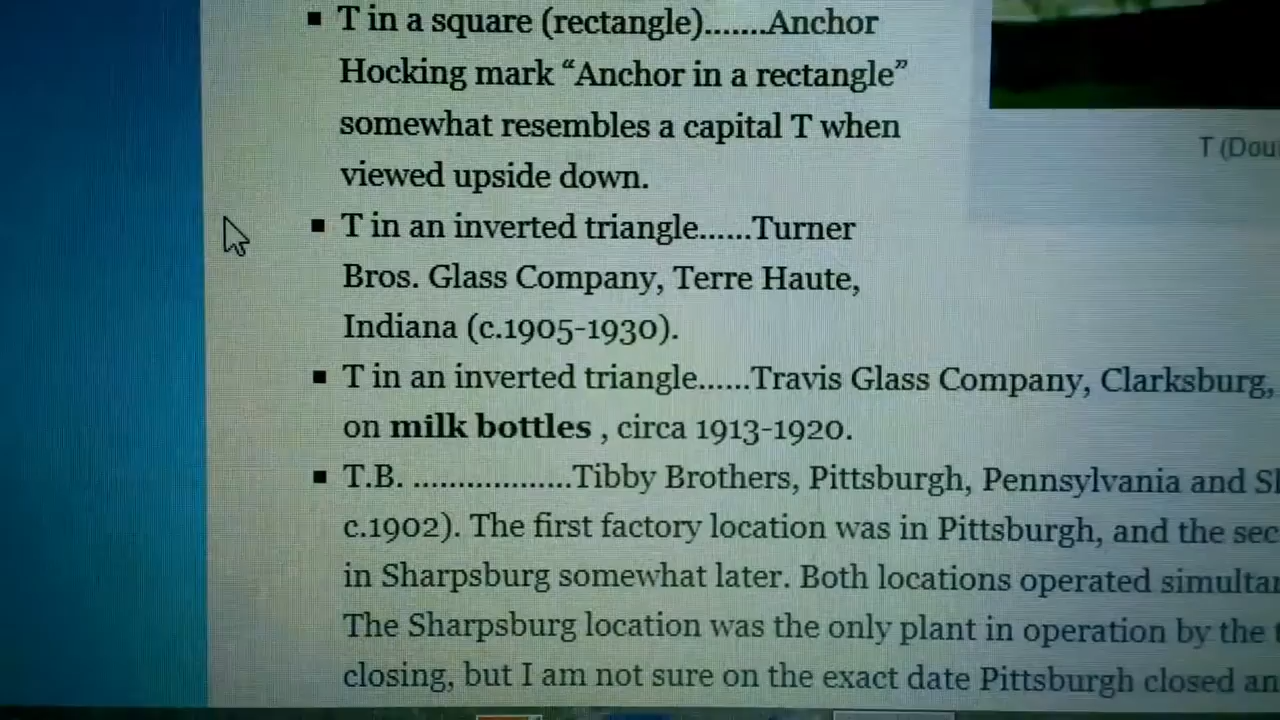 ▪ T in a square (rectangle).......Anchor
Hocking mark “Anchor in a rectangle”
somewhat resembles a capital T when
viewed upside down.
T (Dou
▪ T in an inverted triangle......Turner
Bros. Glass Company, Terre Haute,
Indiana (c.1905-1930).
▪ T in an inverted triangle......Travis Glass Company, Clarksburg,
on milk bottles , circa 1913-1920.
▪ T.B. ..................Tibby Brothers, Pittsburgh, Pennsylvania and
c.1902). The first factory location was in Pittsburgh, and the sec
in Sharpsburg somewhat later. Both locations operated simultan
The Sharpsburg location was the only plant in operation by the
closing, but I am not sure on the exact date Pittsburgh closed an